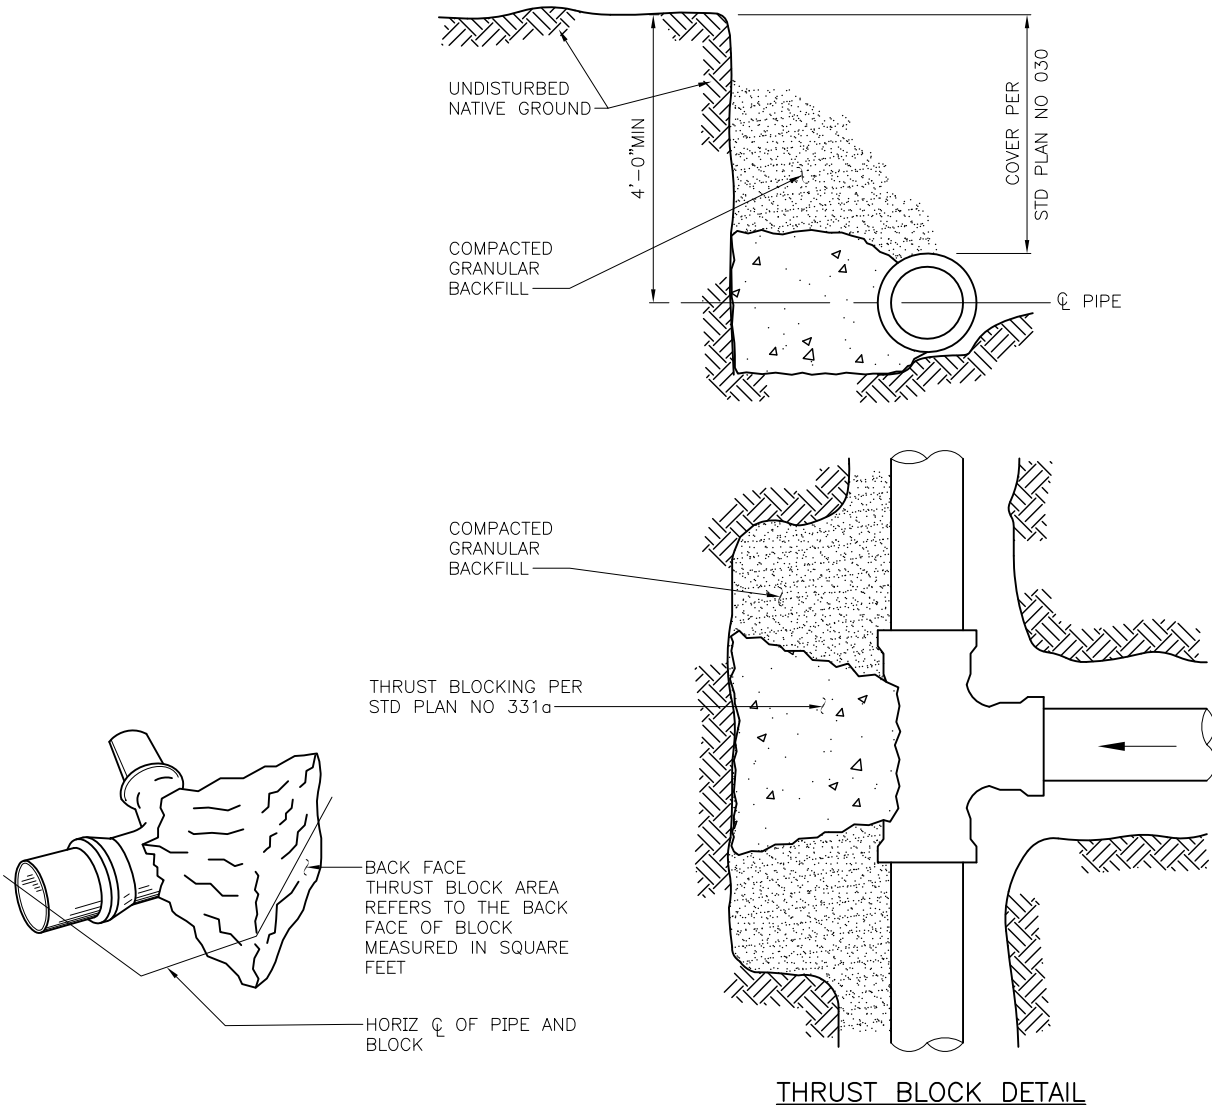 UNDISTURBED
NATIVE GROUND
4'-0"MIN
COVER PER
STD PLAN NO 030
COMPACTED
GRANULAR
BACKFILL
℄ PIPE
COMPACTED
GRANULAR
BACKFILL
THRUST BLOCKING PER
STD PLAN NO 331a
BACK FACE
THRUST BLOCK AREA
REFERS TO THE BACK
FACE OF BLOCK
MEASURED IN SQUARE
FEET
HORIZ ℄ OF PIPE AND
BLOCK
THRUST BLOCK DETAIL